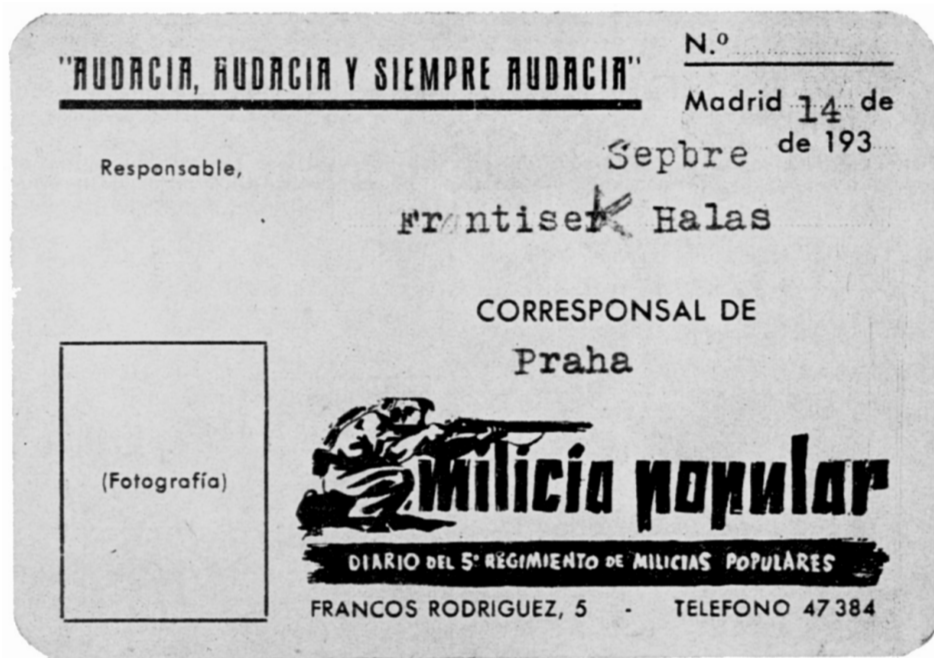 "AUDACIA, AUDACIA Y SIEMPRE AUDACIA"
N.º
Madrid 14 de
Sepbre de 193
Responsable,
Frantisek Halas
CORRESPONSAL DE
Praha
(Fotografía)
milicia popular
DIARIO DEL 5º REGIMIENTO DE MILICIAS POPULARES
FRANCOS RODRIGUEZ, 5 - TELEFONO 47384